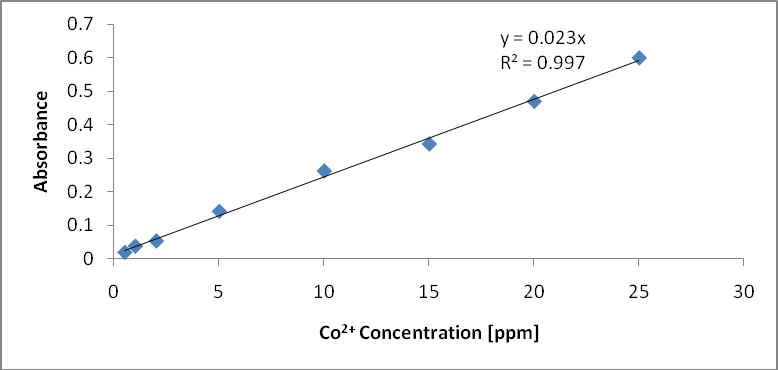 y = 0.023x
R² = 0.997
0.7
0.6
0.5
0.4
0.3
0.2
0.1
0
Absorbance
0 5 10 15 20 25 30
Co²⁺ Concentration [ppm]